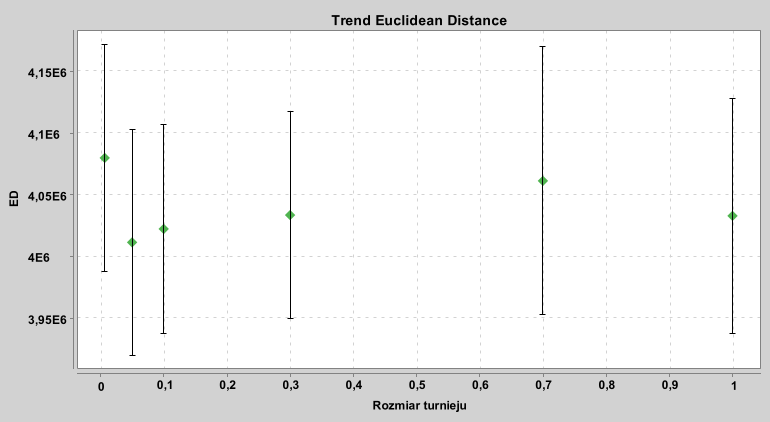 Trend Euclidean Distance
4,15E6
4,1E6
4,05E6
4E6
3,95E6
ED
0 0,1 0,2 0,3 0,4 0,5 0,6 0,7 0,8 0,9 1
Rozmiar turnieju